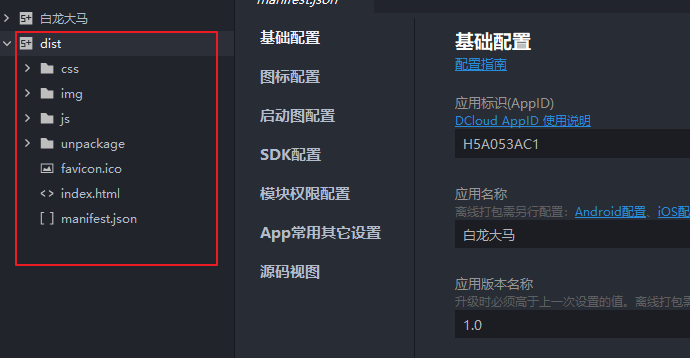 manifest.json
白龙大马
dist
css
img
js
unpackage
favicon.ico
index.html
manifest.json
基础配置
图标配置
启动图配置
SDK配置
模块权限配置
App常用其它设置
源码视图
基础配置
配置指南
应用标识(AppID)
DCloud AppID 使用说明
H5A053AC1
应用名称
离线打包需另行配置：Android配置、iOS配
白龙大马
应用版本名称
升级时必须高于上一次设置的值。离线打包需
1.0